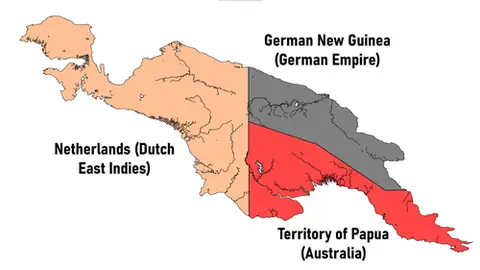 German New Guinea
(German Empire)
Netherlands (Dutch
East Indies)
Territory of Papua
(Australia)